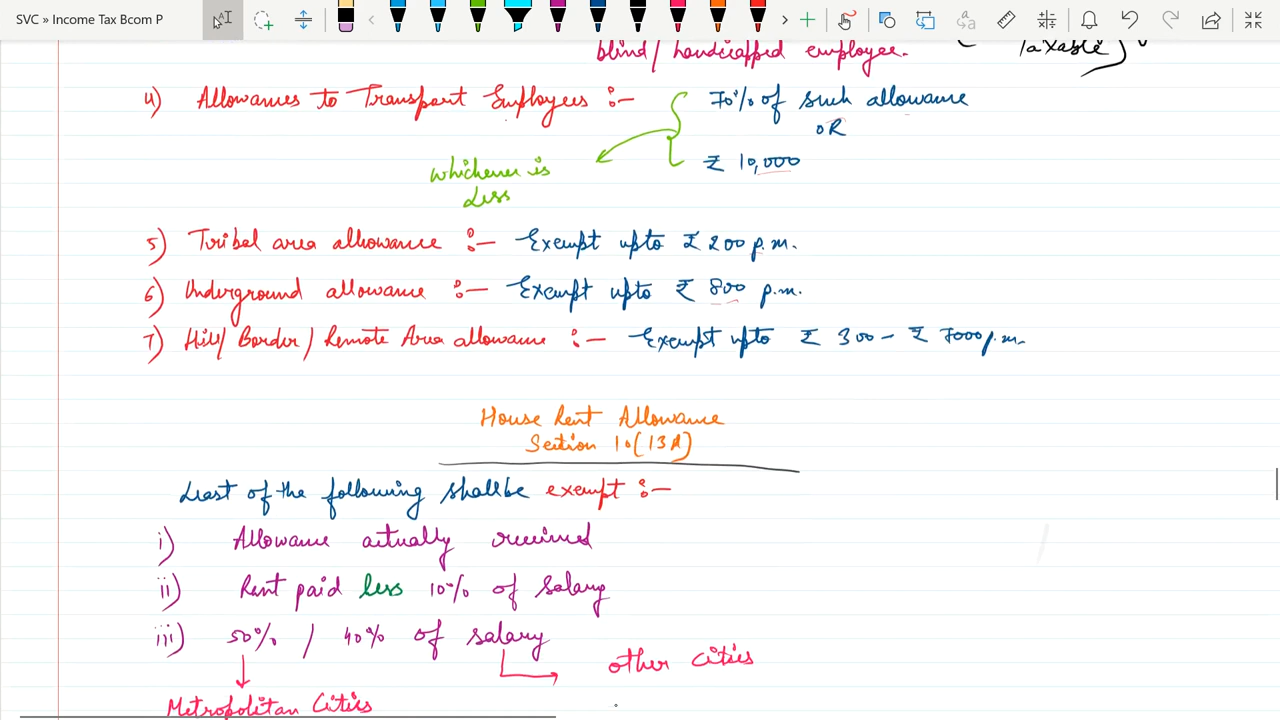 SVC » Income Tax Bcom P
blind/handicapped employee. Taxable
4) Allowances to Transport Employees :- 70% of such allowance
OR
whichever is less
₹ 10,000
5) Tribal area allowance :- Exempt upto ₹ 200 p.m.
6) Underground allowance :- Exempt upto ₹ 800 p.m.
7) Hill/ Border / Remote Area allowance :- Exempt upto ₹ 300 - ₹ 7000 p.m.
House Rent Allowance
Section 10(13A)
Least of the following shall be exempt :-
i) Allowance actually received
ii) Rent paid less 10% of salary
iii) 50% / 40% of salary
other cities
Metropolitan Cities